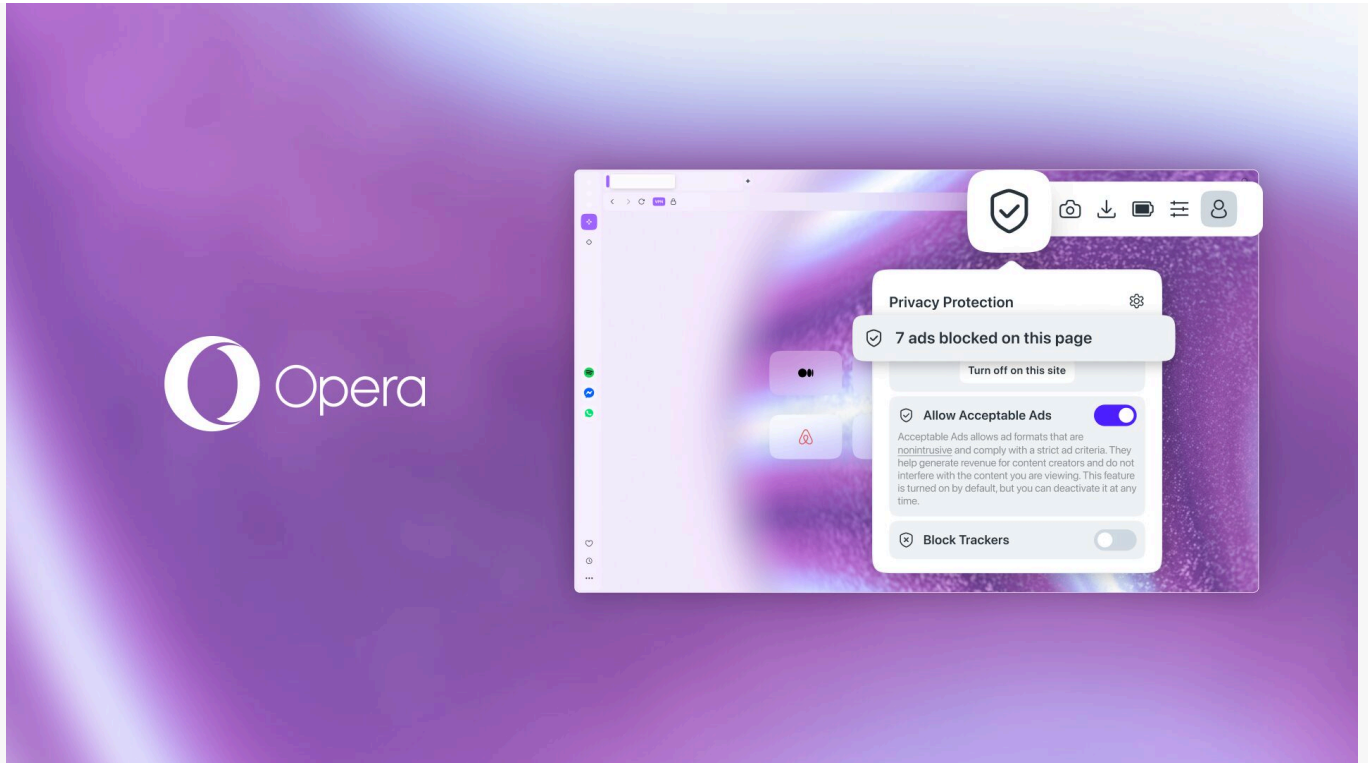 Opera
VPN
Privacy Protection
7 ads blocked on this page
Turn off on this site
Allow Acceptable Ads
Acceptable Ads allows ad formats that are
nonintrusive and comply with a strict ad criteria. They
help generate revenue for content creators and do not
interfere with the content you are viewing. This feature
is turned on by default, but you can deactivate it at any
time.
Block Trackers